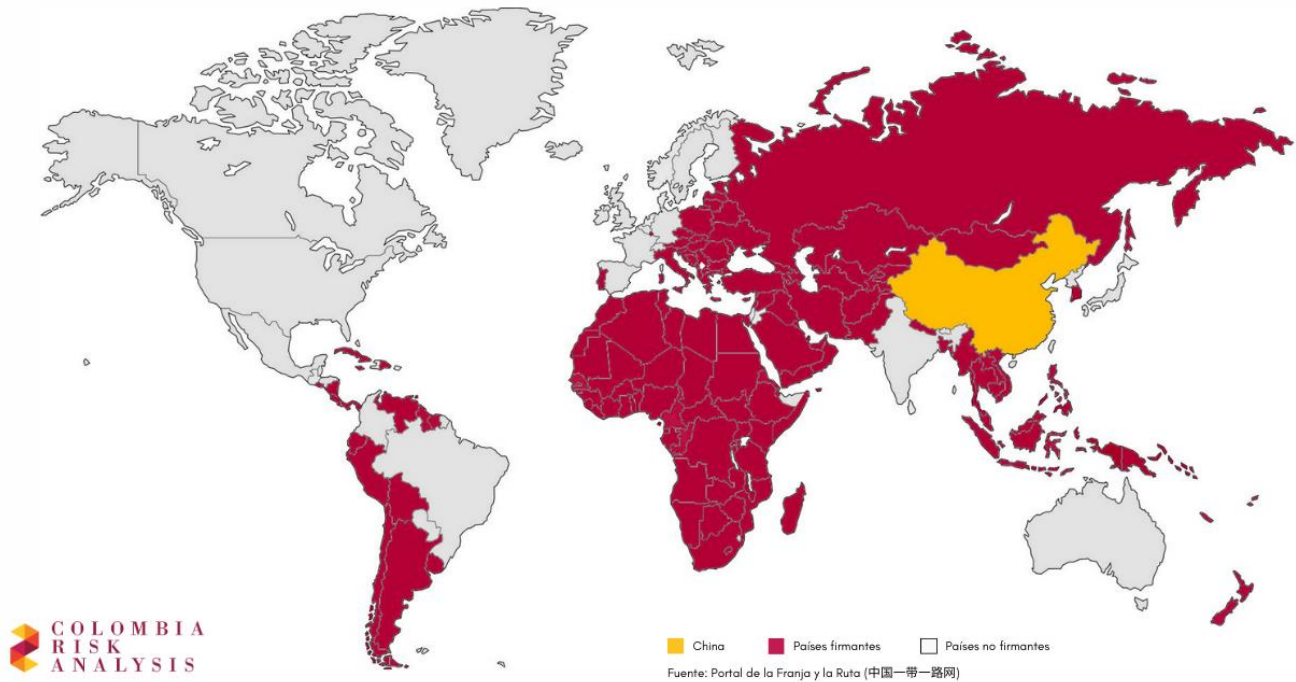 COLOMBIA
RISK
ANALYSIS
China
Países firmantes
Países no firmantes
Fuente: Portal de la Franja y la Ruta (中国一带一路网)